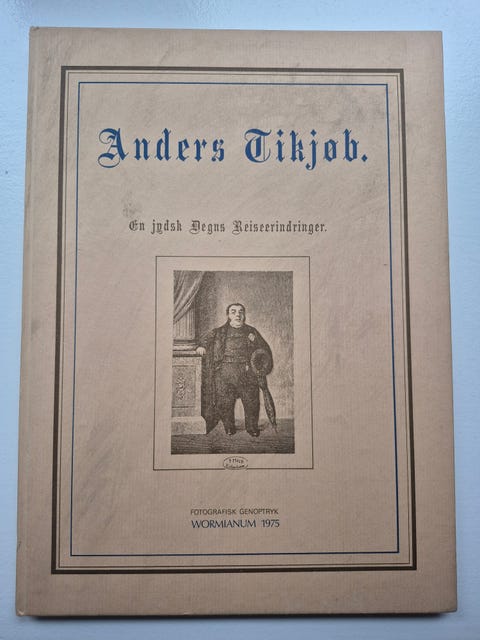 Anders Tikjøb.
En jydsk Degns Reiseerindringer.
FOTOGRAFISK GENOPTRYK
WORMIANUM 1975